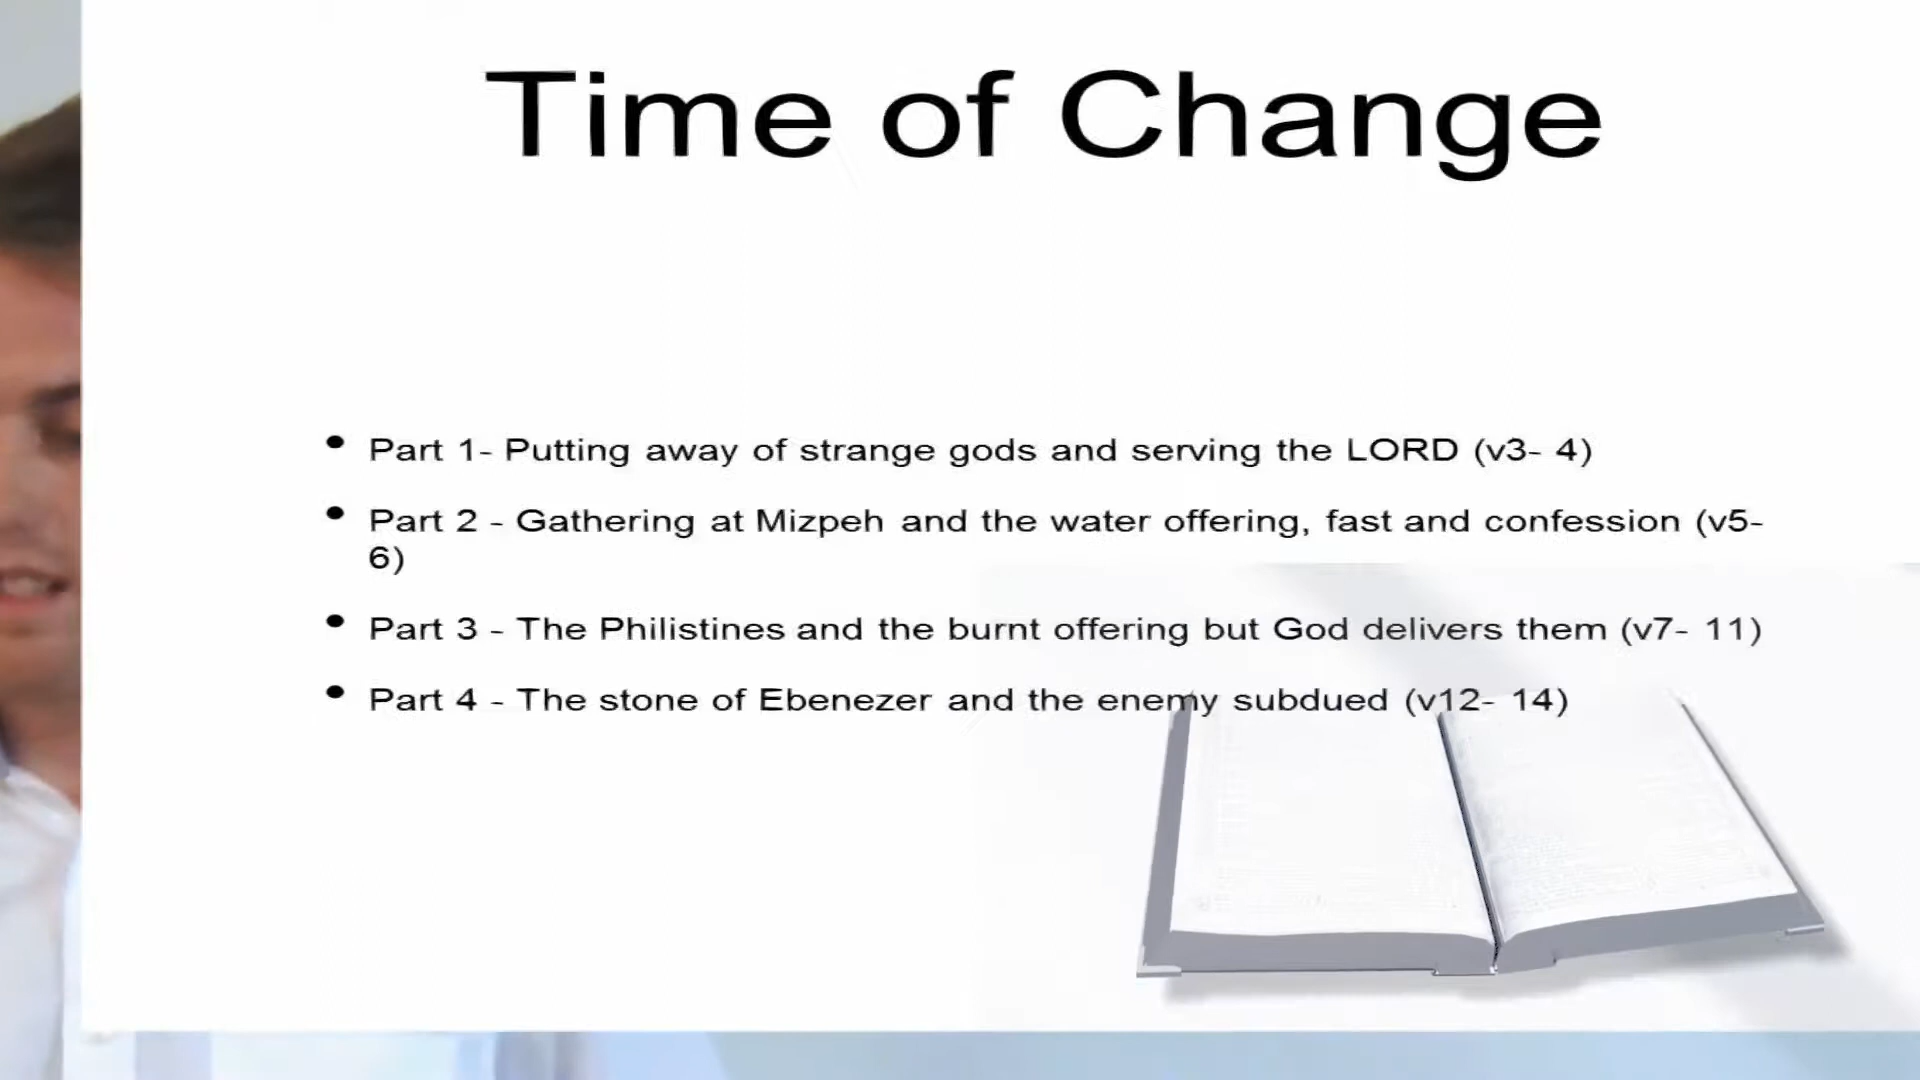 Time of Change
• Part 1- Putting away of strange gods and serving the LORD (v3- 4)
• Part 2 - Gathering at Mizpeh and the water offering, fast and confession (v5-
6)
• Part 3 - The Philistines and the burnt offering but God delivers them (v7- 11)
• Part 4 - The stone of Ebenezer and the enemy subdued (v12- 14)